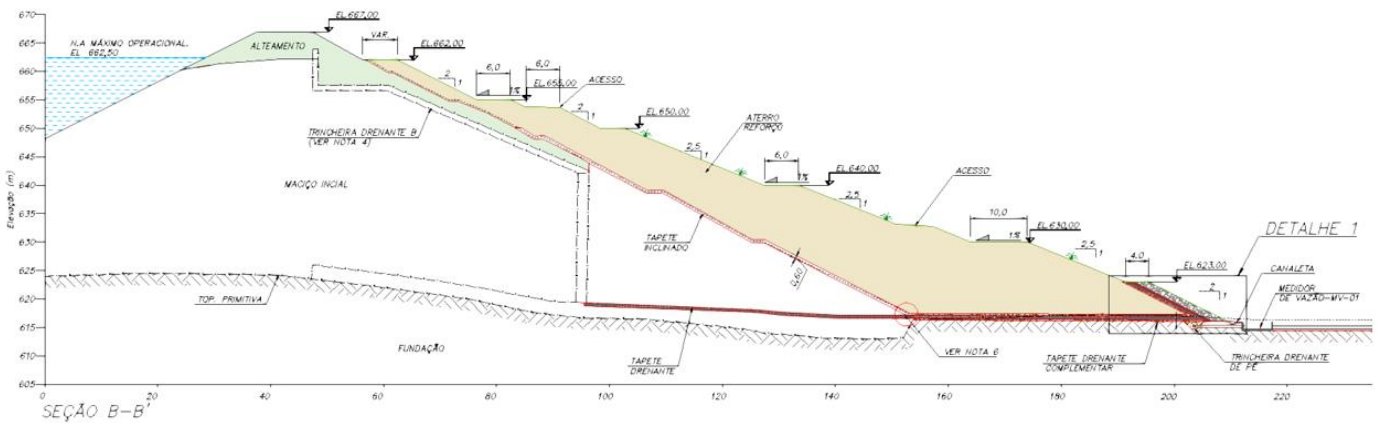 670
665
660
655
650
645
640
635
630
625
620
615
610
605
Elevação (m)
N.A MÁXIMO OPERACIONAL.
EL 662,50
ALTEAMENTO
EL.667,00
VAR.
EL.662,00
2
1
6,0
1%
6,0
EL.655,00
ACESSO
2
1
EL.650,00
TRINCHEIRA DRENANTE B
(VER NOTA 4)
ATERRO
REFORÇO
2,5
1
6,0
1%
EL.640,00
MACIÇO INCIAL
2,5
1
ACESSO
10,0
1%
EL.630,00
TAPETE
INCLINADO
0,60
2,5
1
DETALHE 1
4,0
EL.623,00
CANALETA
2
1
MEDIDOR
DE VAZÃO-MV-01
TOP. PRIMITIVA
FUNDAÇÃO
TAPETE
DRENANTE
VER NOTA 6
TAPETE DRENANTE
COMPLEMENTAR
TRINCHEIRA DRENANTE
DE PÉ
0
20
40
60
80
100
120
140
160
180
200
220
SEÇÃO B-B'